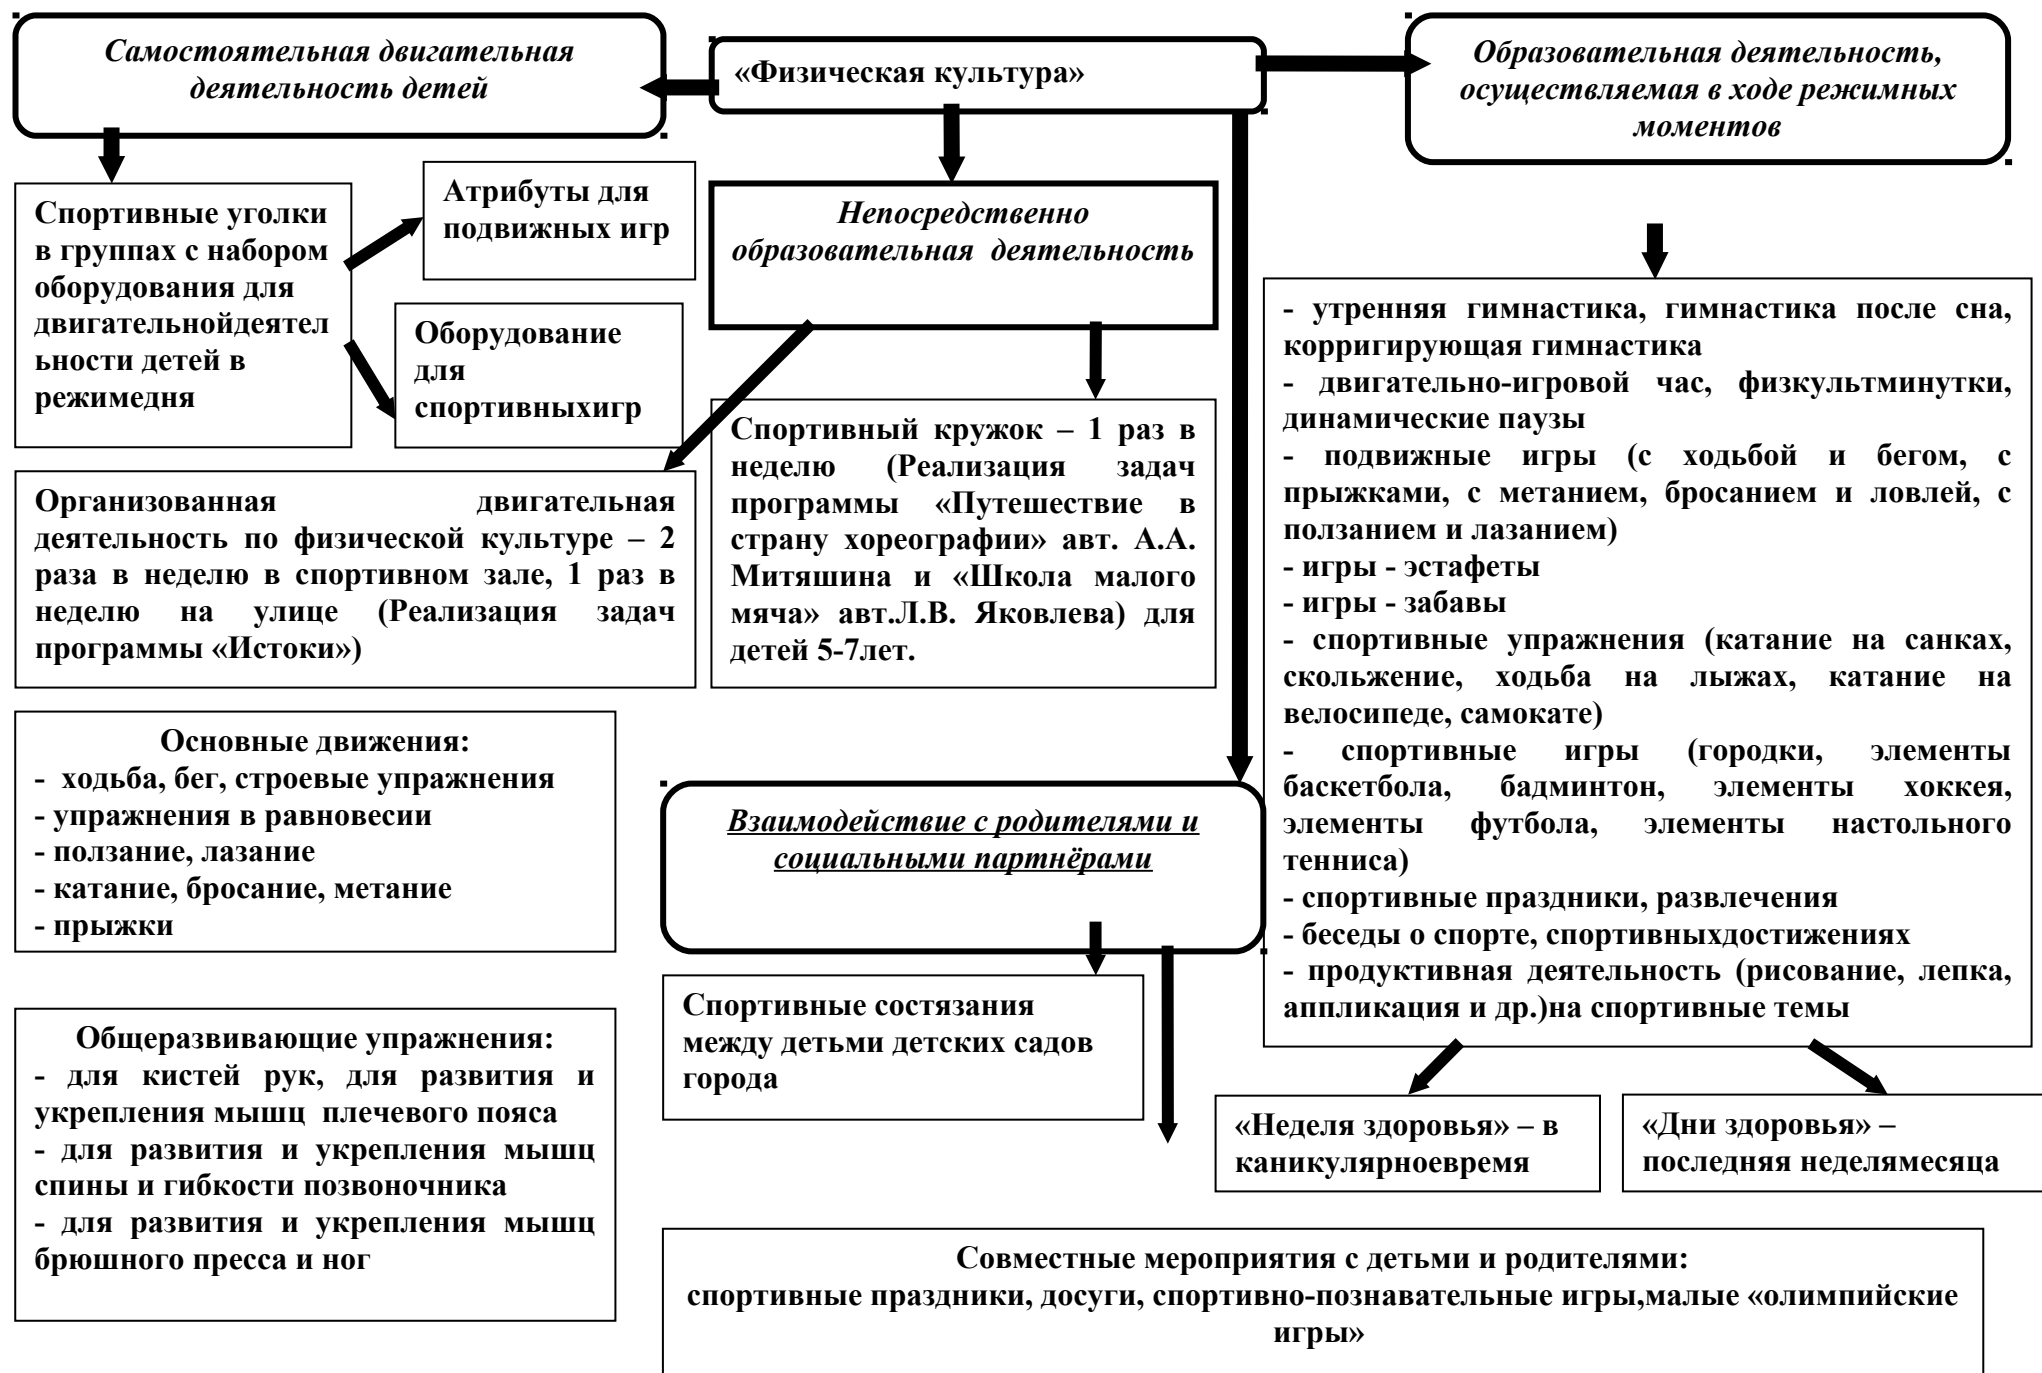 Самостоятельная двигательная
деятельность детей
«Физическая культура»
Образовательная деятельность,
осуществляемая в ходе режимных
моментов
Спортивные уголки
в группах с набором
оборудования для
двигательнойдеятел
ьности детей в
режимедня
Атрибуты для
подвижных игр
Оборудование
для
спортивныхигр
Непосредственно
образовательная деятельность
Организованная двигательная
деятельность по физической культуре – 2
раза в неделю в спортивном зале, 1 раз в
неделю на улице (Реализация задач
программы «Истоки»)
Спортивный кружок – 1 раз в
неделю (Реализация задач
программы «Путешествие в
страну хореографии» авт. А.А.
Митяшина и «Школа малого
мяча» авт.Л.В. Яковлева) для
детей 5-7лет.
- утренняя гимнастика, гимнастика после сна,
корригирующая гимнастика
- двигательно-игровой час, физкультминутки,
динамические паузы
- подвижные игры (с ходьбой и бегом, с
прыжками, с метанием, бросанием и ловлей, с
ползанием и лазанием)
- игры - эстафеты
- игры - забавы
- спортивные упражнения (катание на санках,
скольжение, ходьба на лыжах, катание на
велосипеде, самокате)
- спортивные игры (городки, элементы
баскетбола, бадминтон, элементы хоккея,
элементы футбола, элементы настольного
тенниса)
- спортивные праздники, развлечения
- беседы о спорте, спортивныхдостижениях
- продуктивная деятельность (рисование, лепка,
аппликация и др.)на спортивные темы
Основные движения:
- ходьба, бег, строевые упражнения
- упражнения в равновесии
- ползание, лазание
- катание, бросание, метание
- прыжки
Взаимодействие с родителями и
социальными партнёрами
Общеразвивающие упражнения:
- для кистей рук, для развития и
укрепления мышц плечевого пояса
- для развития и укрепления мышц
спины и гибкости позвоночника
- для развития и укрепления мышц
брюшного пресса и ног
Спортивные состязания
между детьми детских садов
города
«Неделя здоровья» – в
каникулярноевремя
«Дни здоровья» –
последняя неделямесяца
Совместные мероприятия с детьми и родителями:
спортивные праздники, досуги, спортивно-познавательные игры,малые «олимпийские
игры»